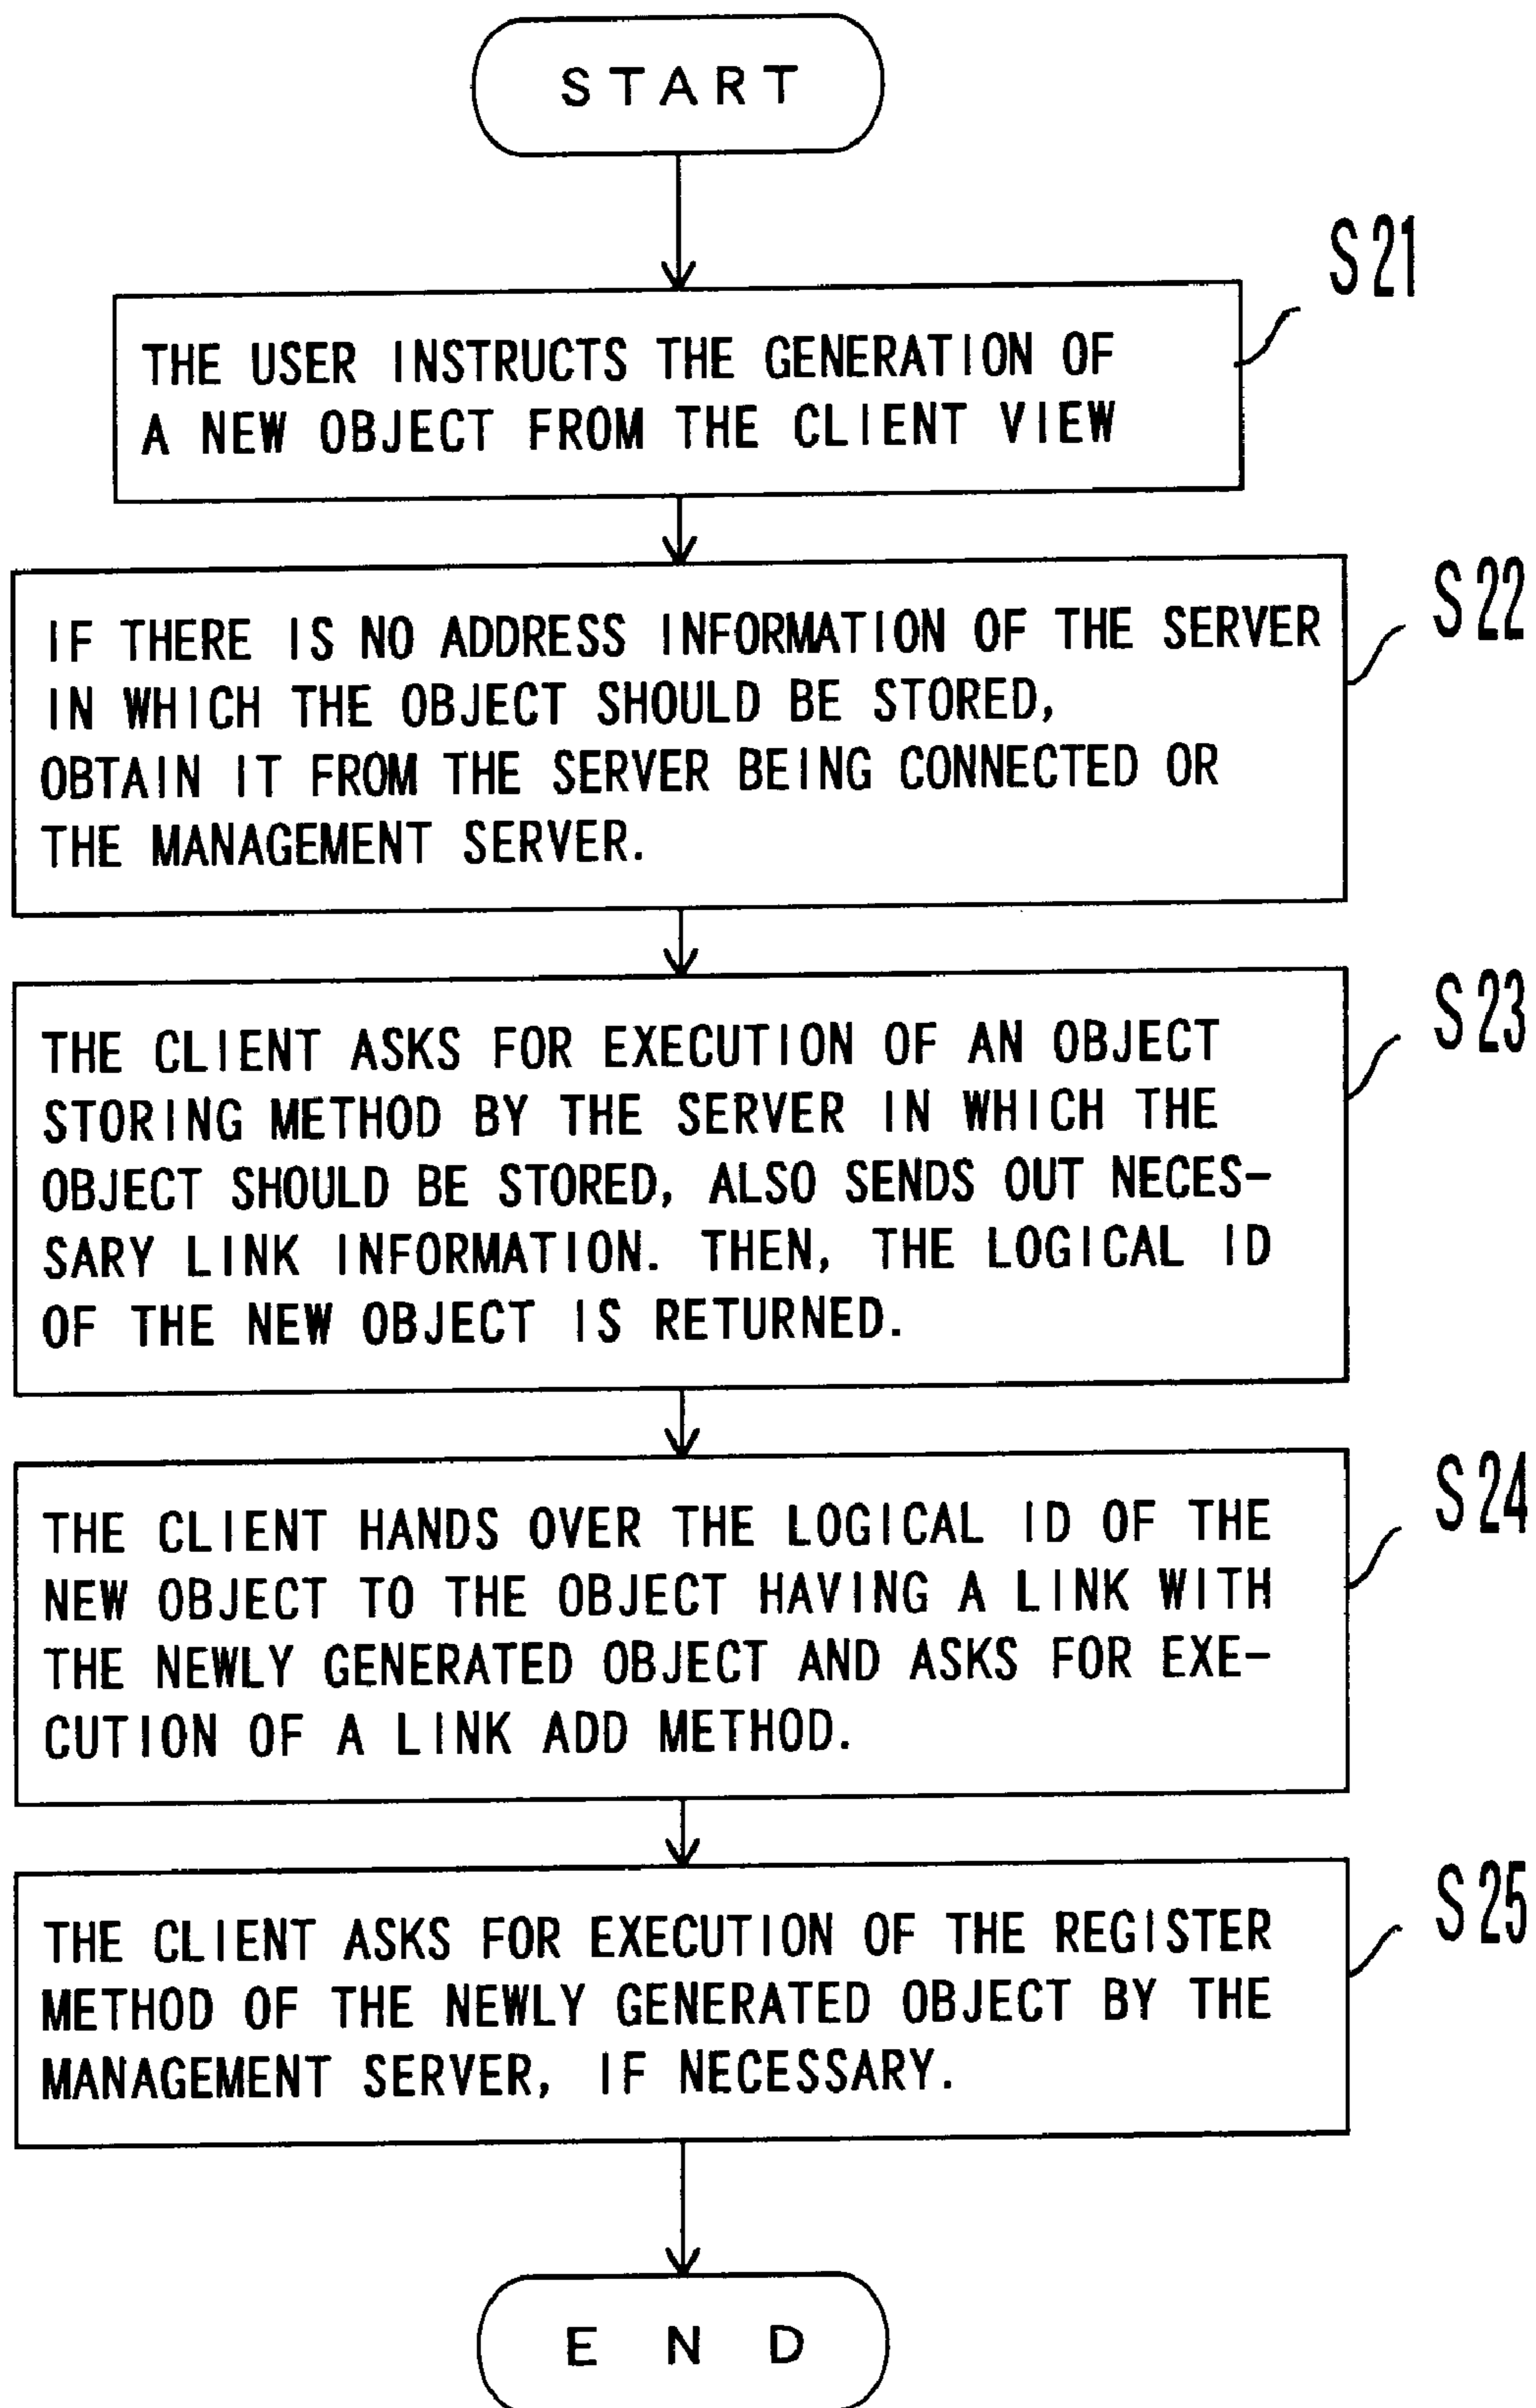 START
S21
THE USER INSTRUCTS THE GENERATION OF
A NEW OBJECT FROM THE CLIENT VIEW
S22
IF THERE IS NO ADDRESS INFORMATION OF THE SERVER
IN WHICH THE OBJECT SHOULD BE STORED,
OBTAIN IT FROM THE SERVER BEING CONNECTED OR
THE MANAGEMENT SERVER.
S23
THE CLIENT ASKS FOR EXECUTION OF AN OBJECT
STORING METHOD BY THE SERVER IN WHICH THE
OBJECT SHOULD BE STORED, ALSO SENDS OUT NECES-
SARY LINK INFORMATION. THEN, THE LOGICAL ID
OF THE NEW OBJECT IS RETURNED.
S24
THE CLIENT HANDS OVER THE LOGICAL ID OF THE
NEW OBJECT TO THE OBJECT HAVING A LINK WITH
THE NEWLY GENERATED OBJECT AND ASKS FOR EXE-
CUTION OF A LINK ADD METHOD.
S25
THE CLIENT ASKS FOR EXECUTION OF THE REGISTER
METHOD OF THE NEWLY GENERATED OBJECT BY THE
MANAGEMENT SERVER, IF NECESSARY.
END